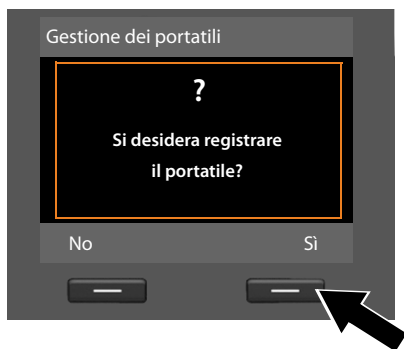 Gestione dei portatili
?
Si desidera registrare
il portatile?
No Sì